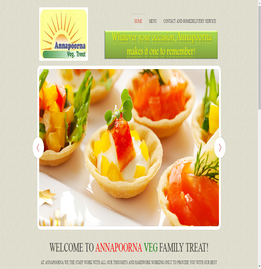 Annapoorna
Veg. Treat
HOME MENU CONTACT AND HOMEDELIVERY SERVICE
Whenever your occasion, Annapoorna
makes it one to remember!
WELCOME TO ANNAPOORNA VEG FAMILY TREAT!
AT ANNAPOORNA WE THE STAFF WORK WITH ALL OUR THOUGHTS AND HARDWORK WORKING ONLY TO PROVIDE YOU WITH OUR BEST